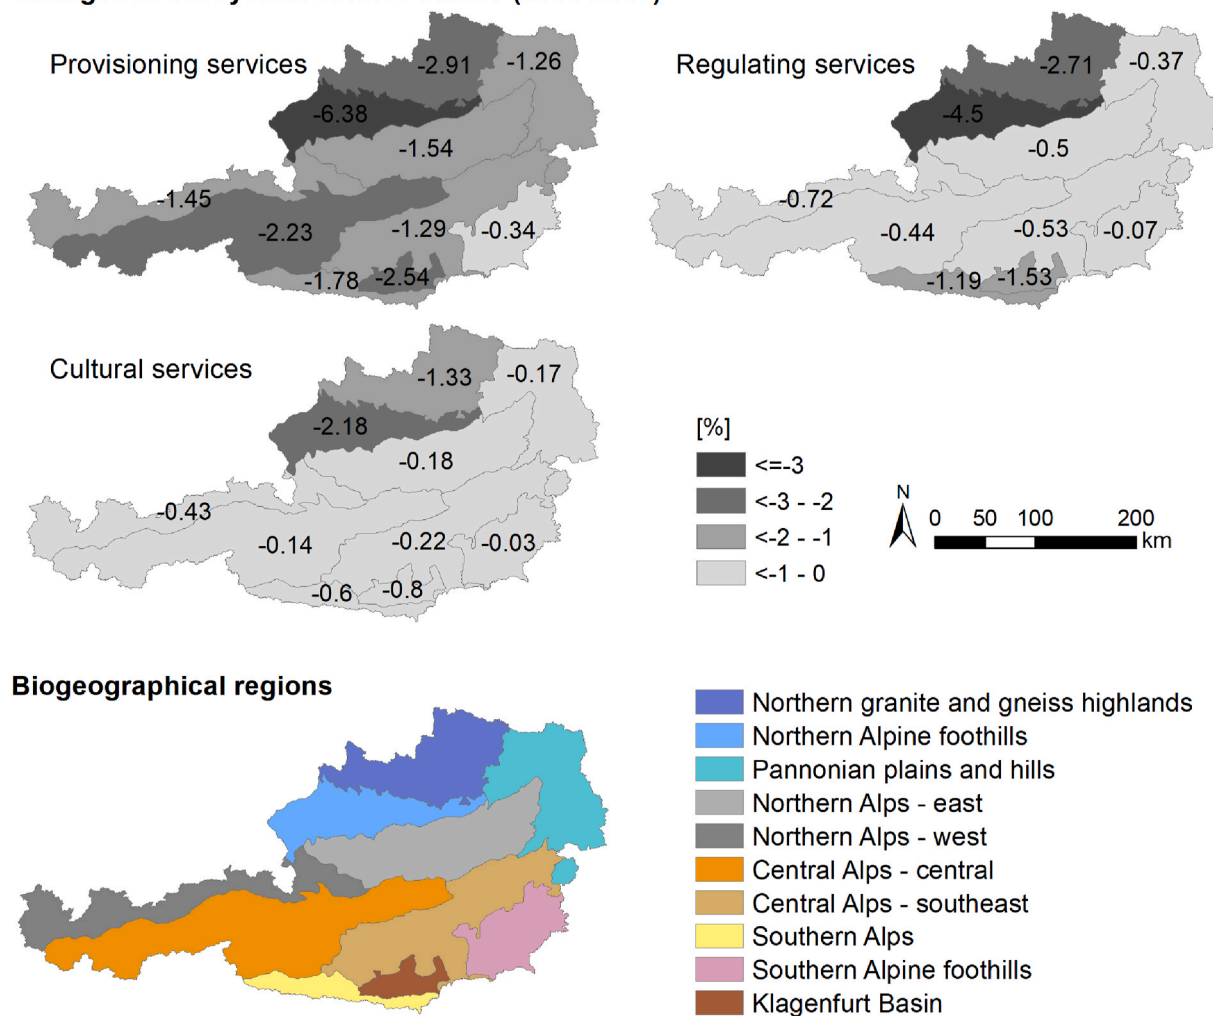 Provisioning services
-2.91
-1.26
-6.38
-1.54
-1.45
-2.23
-1.29
-0.34
-1.78
-2.54
Regulating services
-2.71
-0.37
-4.5
-0.5
-0.72
-0.44
-0.53
-0.07
-1.19
-1.53
Cultural services
-1.33
-0.17
-2.18
-0.18
-0.43
-0.14
-0.22
-0.03
-0.6
-0.8
[%]
<=-3
<-3 - -2
<-2 - -1
<-1 - 0
N
0 50 100 200
km
Biogeographical regions
Northern granite and gneiss highlands
Northern Alpine foothills
Pannonian plains and hills
Northern Alps - east
Northern Alps - west
Central Alps - central
Central Alps - southeast
Southern Alps
Southern Alpine foothills
Klagenfurt Basin